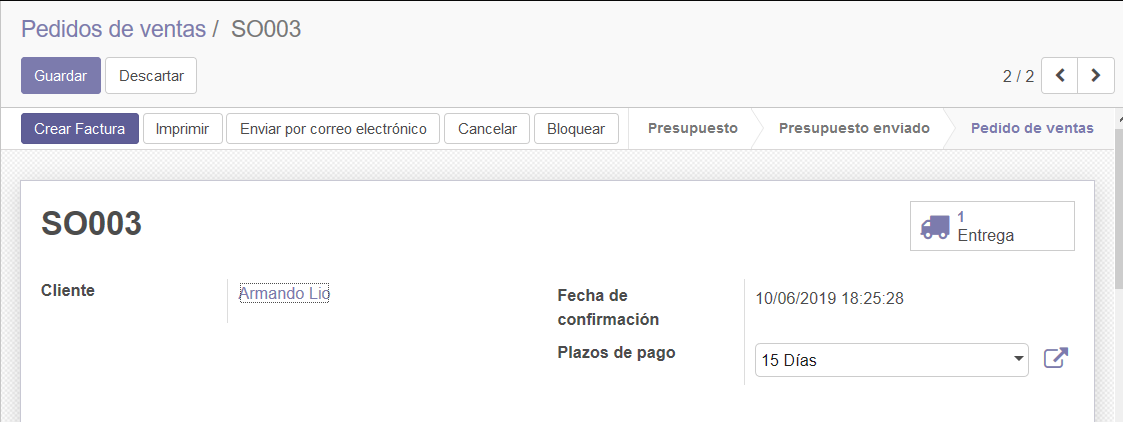 Pedidos de ventas / SO003
Guardar Descartar 2 / 2
Crear Factura Imprimir Enviar por correo electrónico Cancelar Bloquear Presupuesto Presupuesto enviado Pedido de ventas
SO003
1
Entrega
Cliente Armando Lio
Fecha de confirmación 10/06/2019 18:25:28
Plazos de pago 15 Días